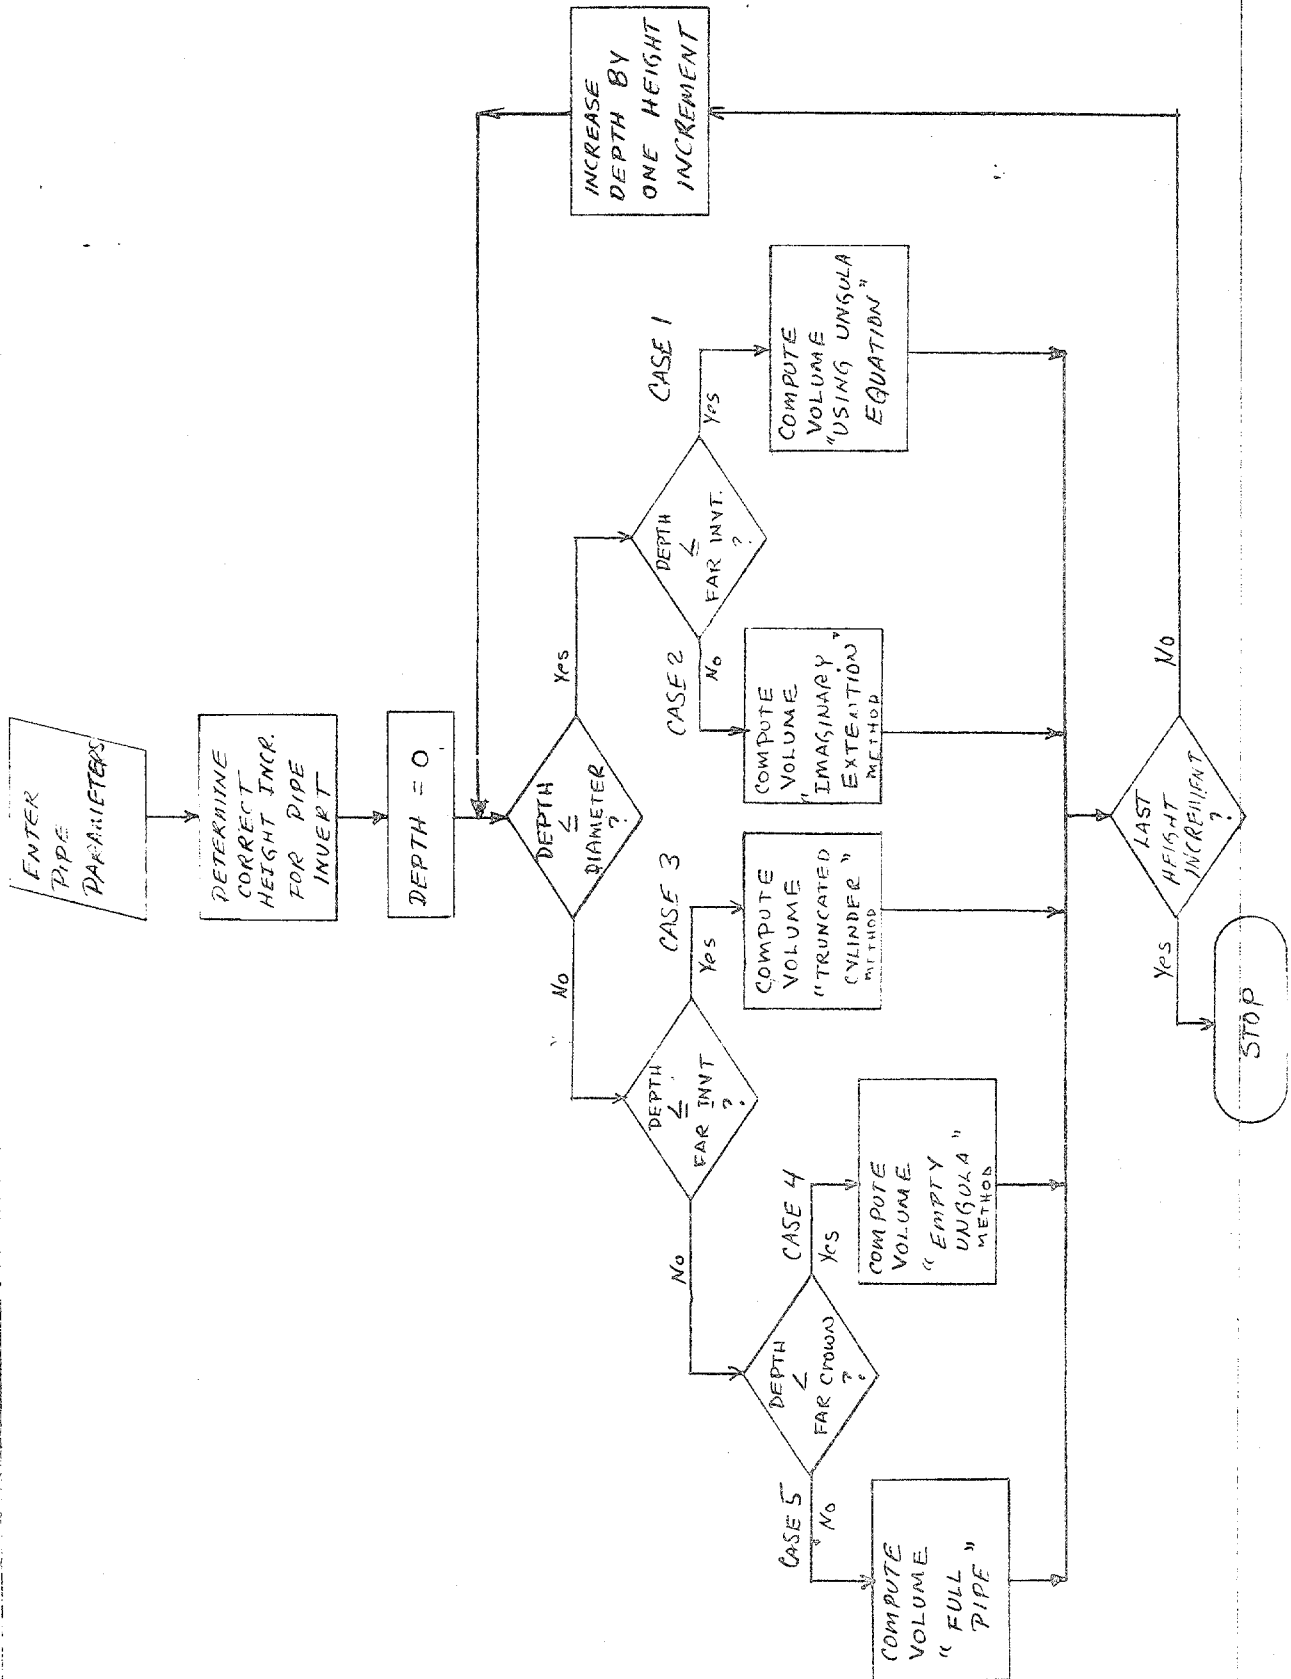 ENTER
PIPE
PARAMETERS
DETERMINE
CORRECT
HEIGHT INCR.
FOR PIPE
INVERT
DEPTH = 0
DEPTH
≤
DIAMETER
?
No
Yes
DEPTH
≤
FAR INVT
?
CASE 3
Yes
No
DEPTH
≤
FAR INVT.
?
CASE 2
No
CASE 1
Yes
DEPTH
<
FAR CROWN
?
CASE 5
No
CASE 4
Yes
COMPUTE
VOLUME
"FULL
PIPE"
COMPUTE
VOLUME
"EMPTY
UNGULA"
METHOD
COMPUTE
VOLUME
"TRUNCATED
CYLINDER"
METHOD
COMPUTE
VOLUME
"IMAGINARY
EXTENTION"
METHOD
COMPUTE
VOLUME
"USING UNGULA
EQUATION"
INCREASE
DEPTH BY
ONE HEIGHT
INCREMENT
LAST
HEIGHT
INCREMENT
?
Yes
No
STOP